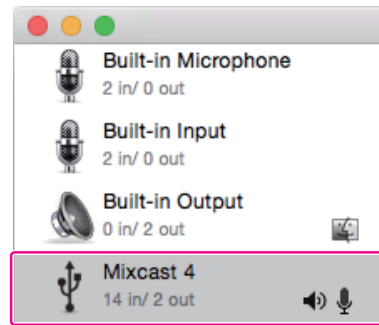 Built-in Microphone
2 in/ 0 out
Built-in Input
2 in/ 0 out
Built-in Output
0 in/ 2 out
Mixcast 4
14 in/ 2 out